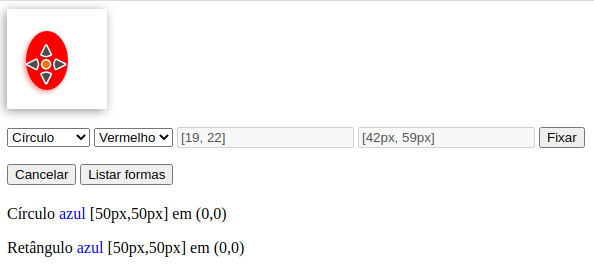 Círculo Vermelho [19, 22] [42px, 59px] Fixar
Cancelar Listar formas
Círculo azul [50px,50px] em (0,0)
Retângulo azul [50px,50px] em (0,0)